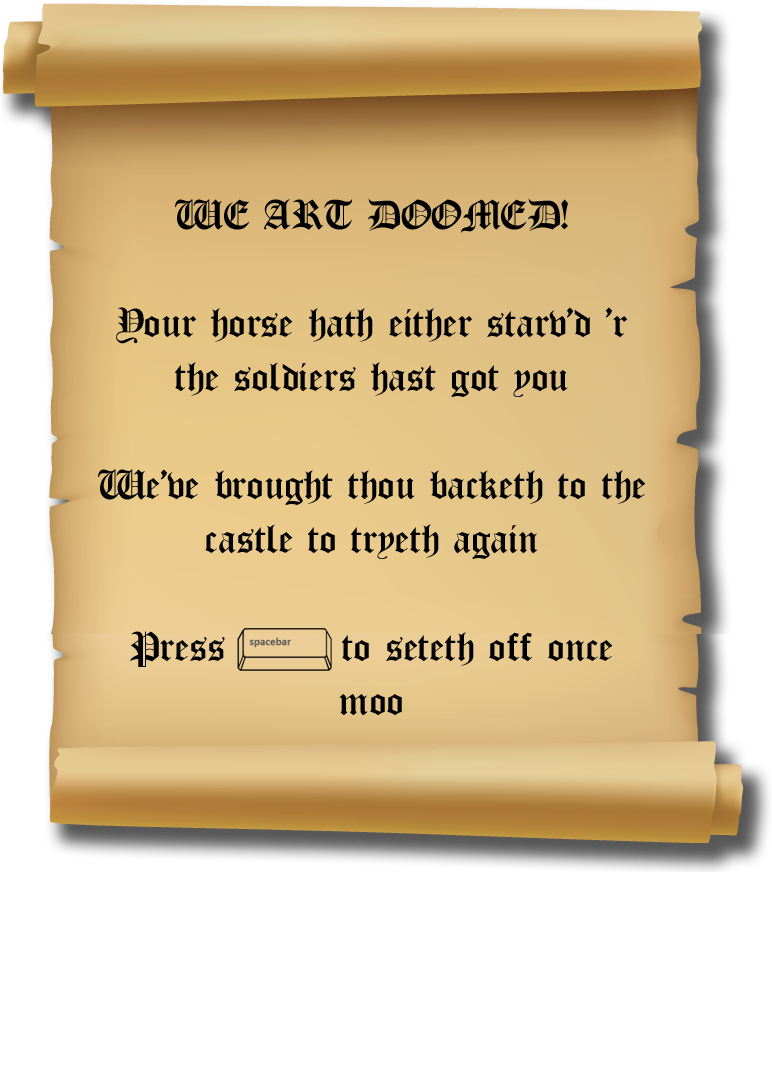 WE ART DOOMED!
Your horse hath either starv'd 'r
the soldiers hast got you
We've brought thou backeth to the
castle to tryeth again
Press spacebar to seteth off once
moo